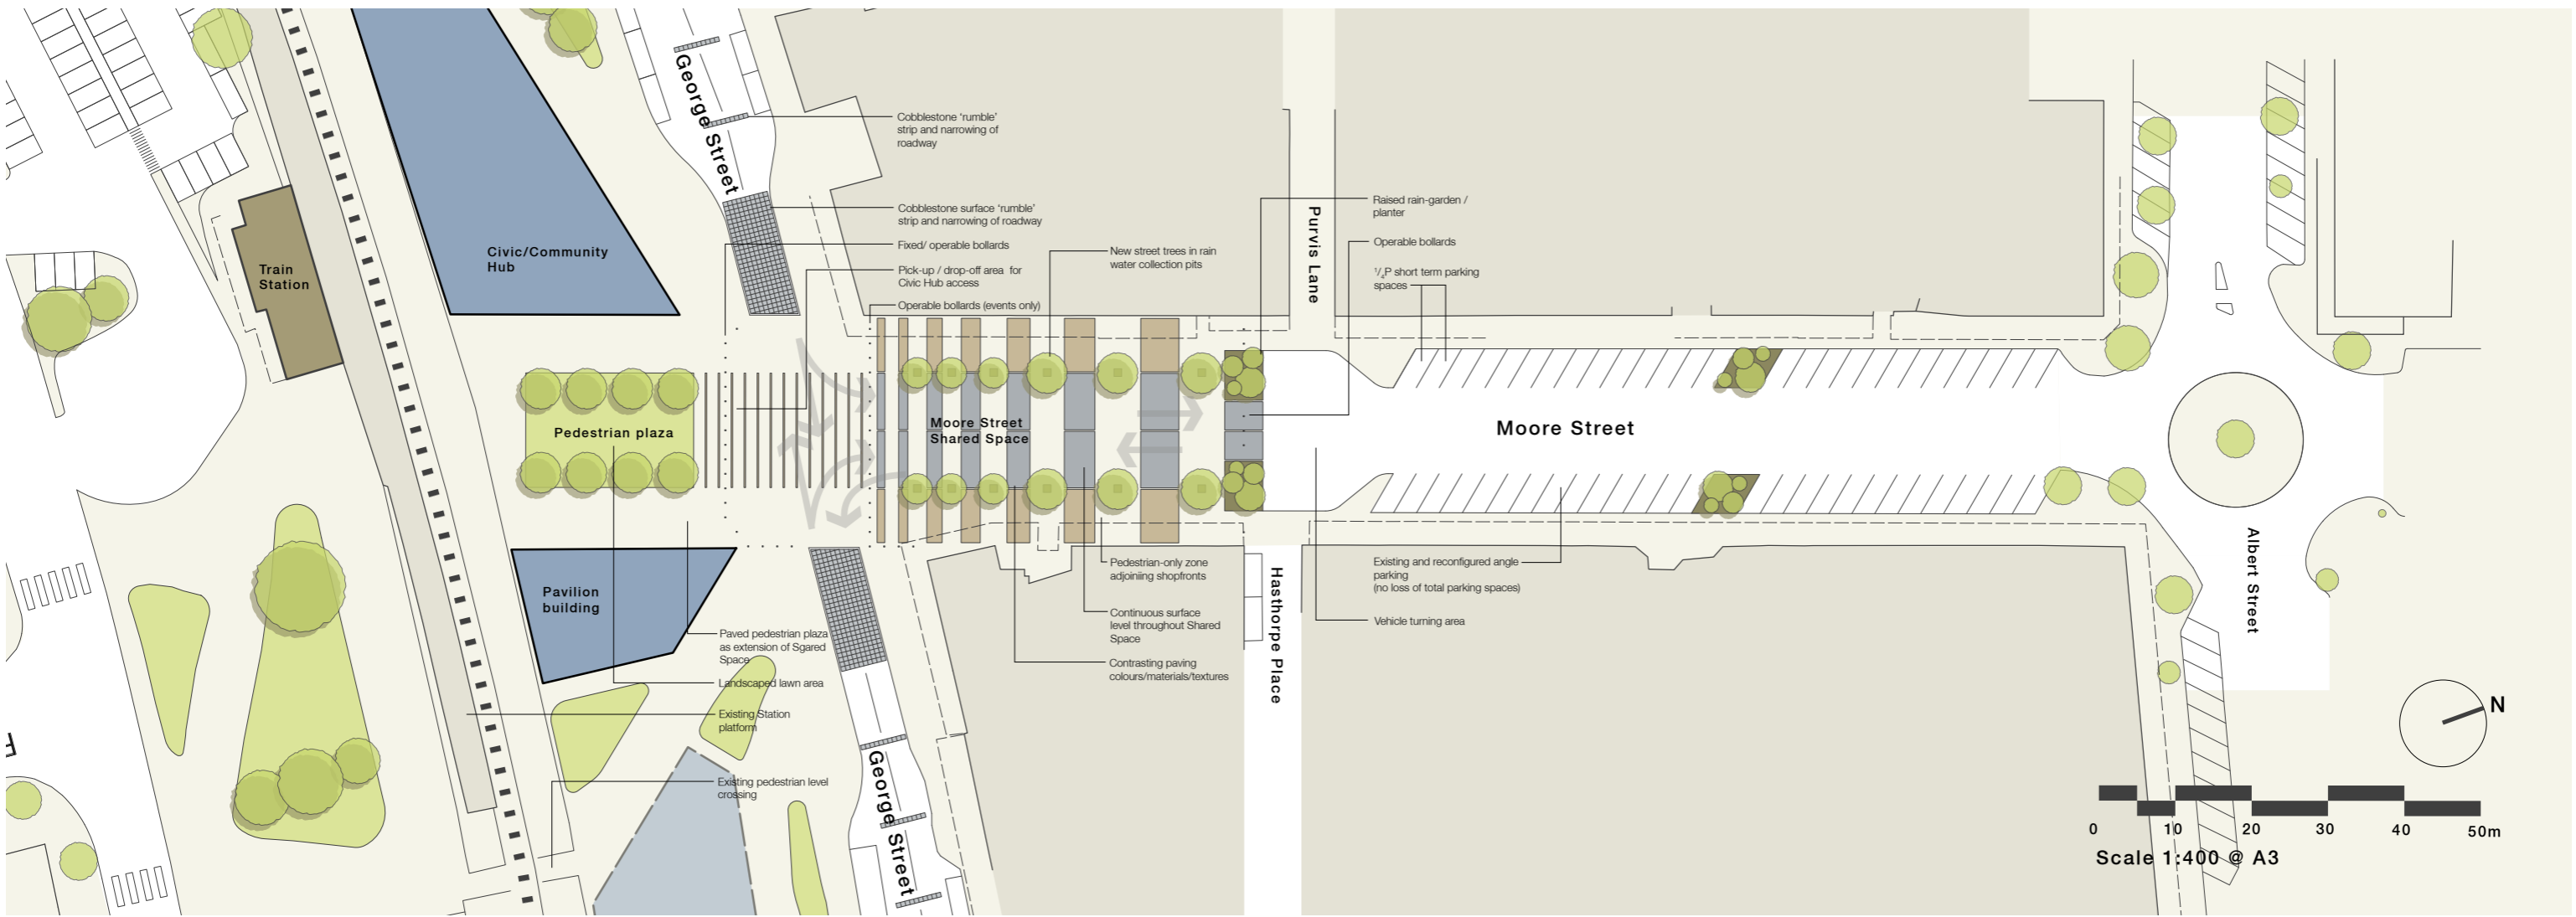 George Street
Cobblestone ‘rumble’
strip and narrowing of
roadway
Cobblestone surface ‘rumble’
strip and narrowing of roadway
Fixed/ operable bollards
Pick-up / drop-off area for
Civic Hub access
Operable bollards (events only)
New street trees in rain
water collection pits
Purvis Lane
Raised rain-garden /
planter
Operable bollards
¹/₄P short term parking
spaces
Civic/Community
Hub
Train
Station
Pedestrian plaza
Moore Street
Shared Space
Moore Street
Pavilion
building
Paved pedestrian plaza
as extension of Sgared
Space
Landscaped lawn area
Existing Station
platform
Existing pedestrian level
crossing
George Street
Pedestrian-only zone
adjoiniing shopfronts
Continuous surface
level throughout Shared
Space
Contrasting paving
colours/materials/textures
Hasthorpe Place
Existing and reconfigured angle
parking
(no loss of total parking spaces)
Vehicle turning area
Albert Street
N
0 10 20 30 40 50m
Scale 1:400 @ A3